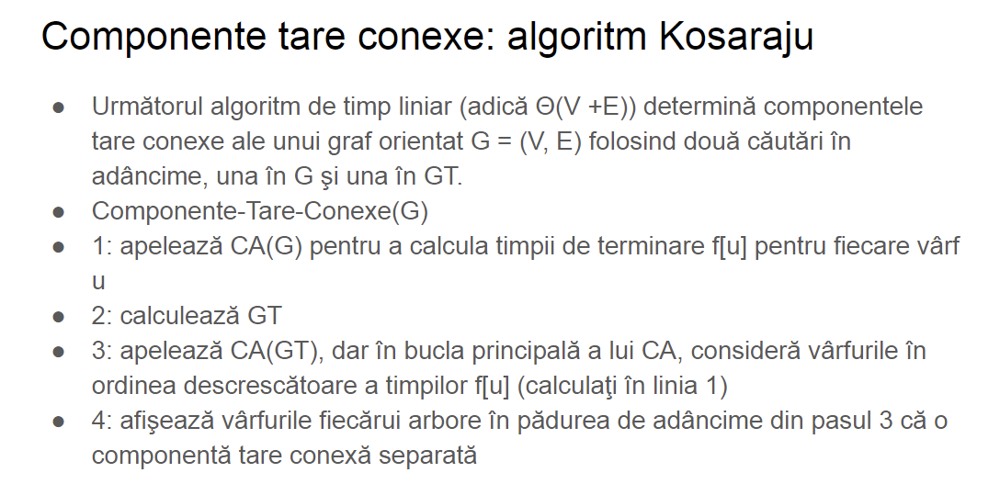 Componente tare conexe: algoritm Kosaraju
● Următorul algoritm de timp liniar (adică Θ(V +E)) determină componentele
tare conexe ale unui graf orientat G = (V, E) folosind două căutări în
adâncime, una în G şi una în GT.
● Componente-Tare-Conexe(G)
● 1: apelează CA(G) pentru a calcula timpii de terminare f[u] pentru fiecare vârf
u
● 2: calculează GT
● 3: apelează CA(GT), dar în bucla principală a lui CA, consideră vârfurile în
ordinea descrescătoare a timpilor f[u] (calculaţi în linia 1)
● 4: afişează vârfurile fiecărui arbore în pădurea de adâncime din pasul 3 că o
componentă tare conexă separată